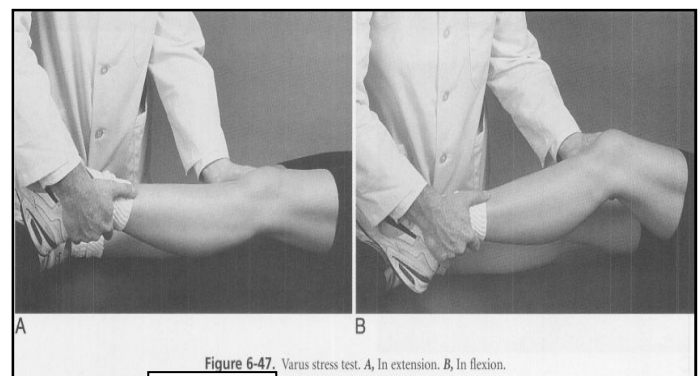 A
B
Figure 6-47. Varus stress test. A, In extension. B, In flexion.